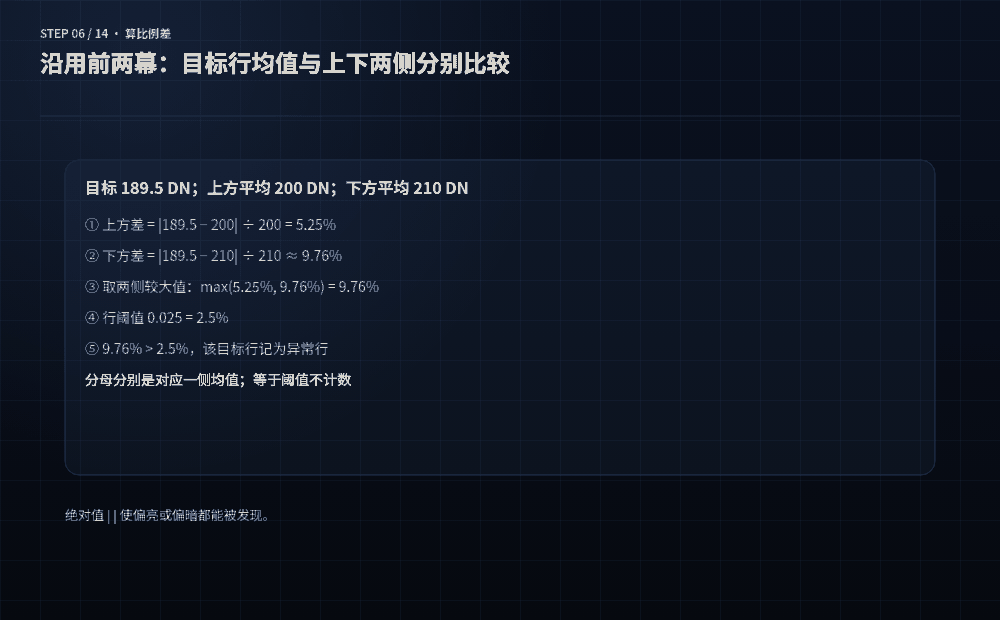 STEP 06 / 14 · 算比例差
沿用前两幕：目标行均值与上下两侧分别比较
目标 189.5 DN；上方平均 200 DN；下方平均 210 DN
① 上方差 = |189.5 − 200| ÷ 200 = 5.25%
② 下方差 = |189.5 − 210| ÷ 210 ≈ 9.76%
③ 取两侧较大值：max(5.25%, 9.76%) = 9.76%
④ 行阈值 0.025 = 2.5%
⑤ 9.76% > 2.5%，该目标行记为异常行
分母分别是对应一侧均值；等于阈值不计数
绝对值 | | 使偏亮或偏暗都能被发现。